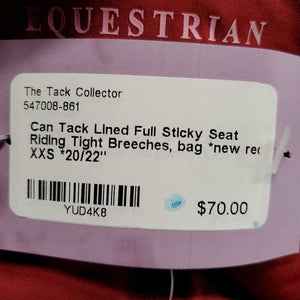 EQUESTRIAN
The Tack Collector
547008-861
Can Tack Lined Full Sticky Seat
Riding Tight Breeches, bag *new red
XXS *20/22"
YUD4K8
$70.00